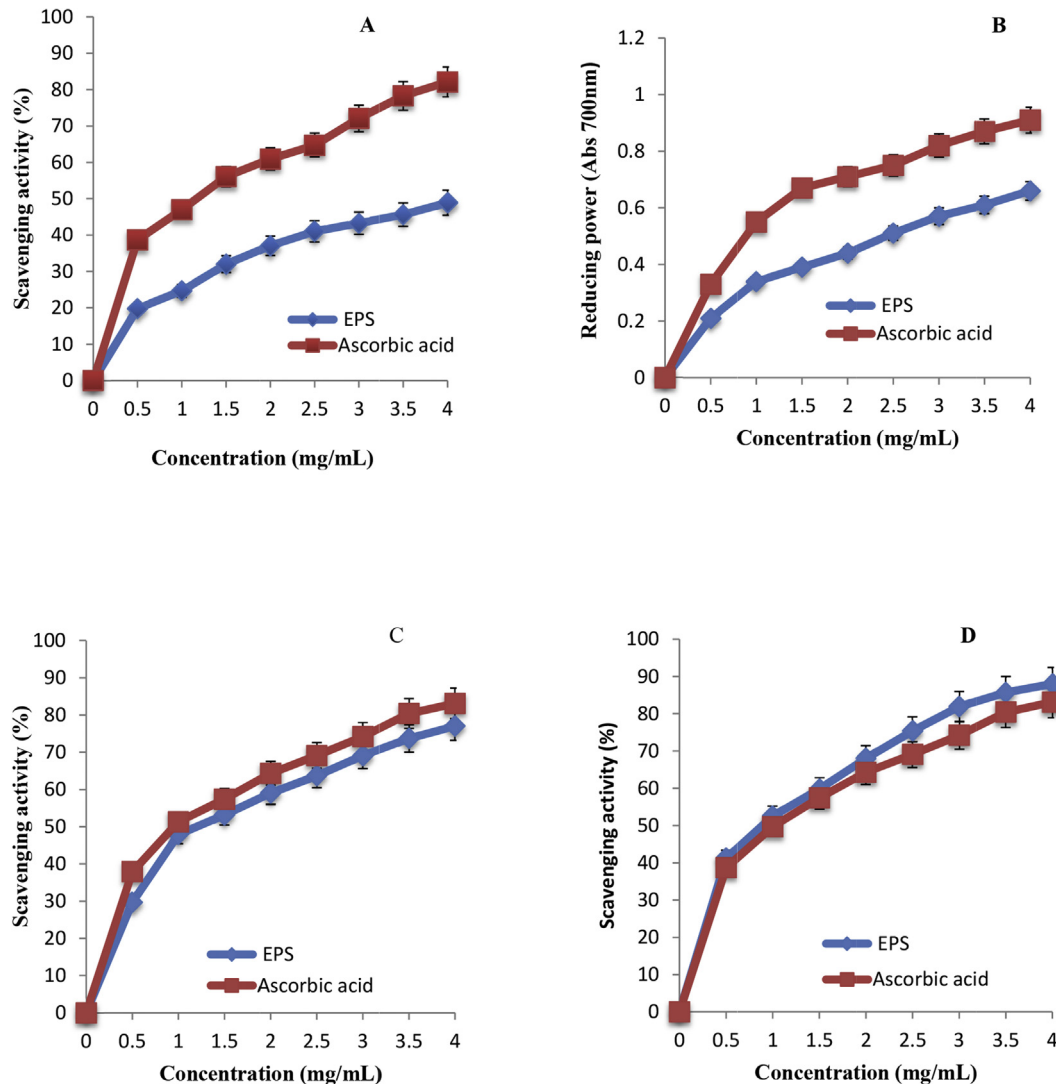 A
Scavenging activity (%)
100
90
80
70
60
50
40
30
20
10
0
EPS
Ascorbic acid
0 0.5 1 1.5 2 2.5 3 3.5 4
Concentration (mg/mL)
B
Reducing power (Abs 700nm)
1.2
1
0.8
0.6
0.4
0.2
0
EPS
Ascorbic acid
0 0.5 1 1.5 2 2.5 3 3.5 4
Concentration (mg/mL)
C
Scavenging activity (%)
100
90
80
70
60
50
40
30
20
10
0
EPS
Ascorbic acid
0 0.5 1 1.5 2 2.5 3 3.5 4
Concentration (mg/mL)
D
Scavenging activity (%)
100
90
80
70
60
50
40
30
20
10
0
EPS
Ascorbic acid
0 0.5 1 1.5 2 2.5 3 3.5 4
Concentration (mg/mL)